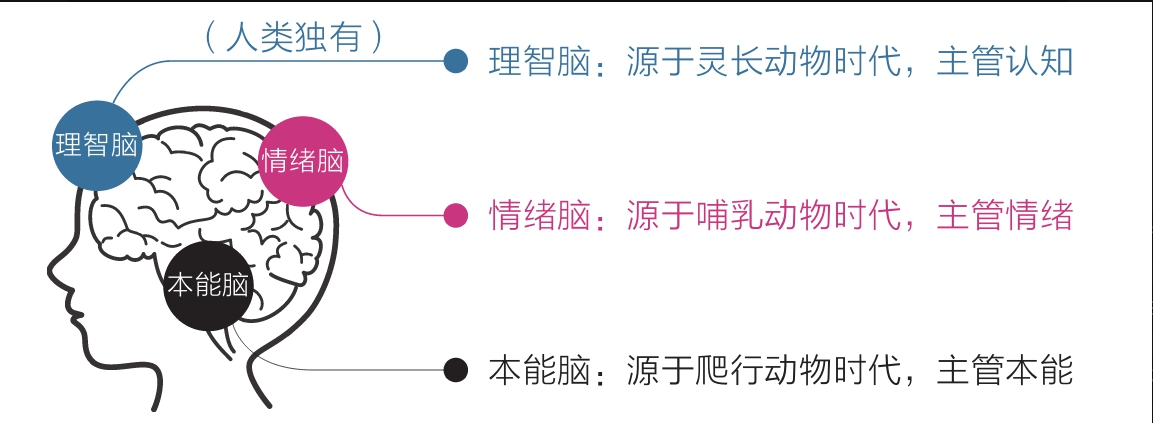 （人类独有）
理智脑：源于灵长动物时代，主管认知
理智脑
情绪脑
情绪脑：源于哺乳动物时代，主管情绪
本能脑
本能脑：源于爬行动物时代，主管本能